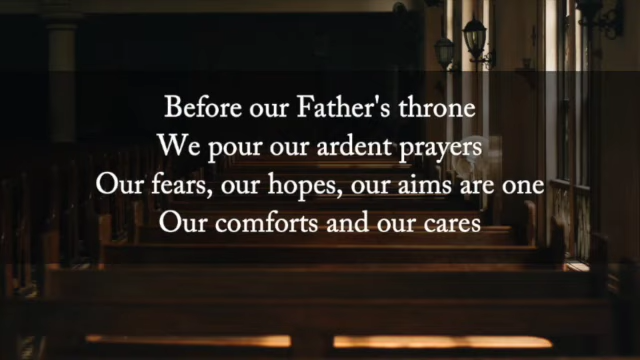 Before our Father's throne
We pour our ardent prayers
Our fears, our hopes, our aims are one
Our comforts and our cares